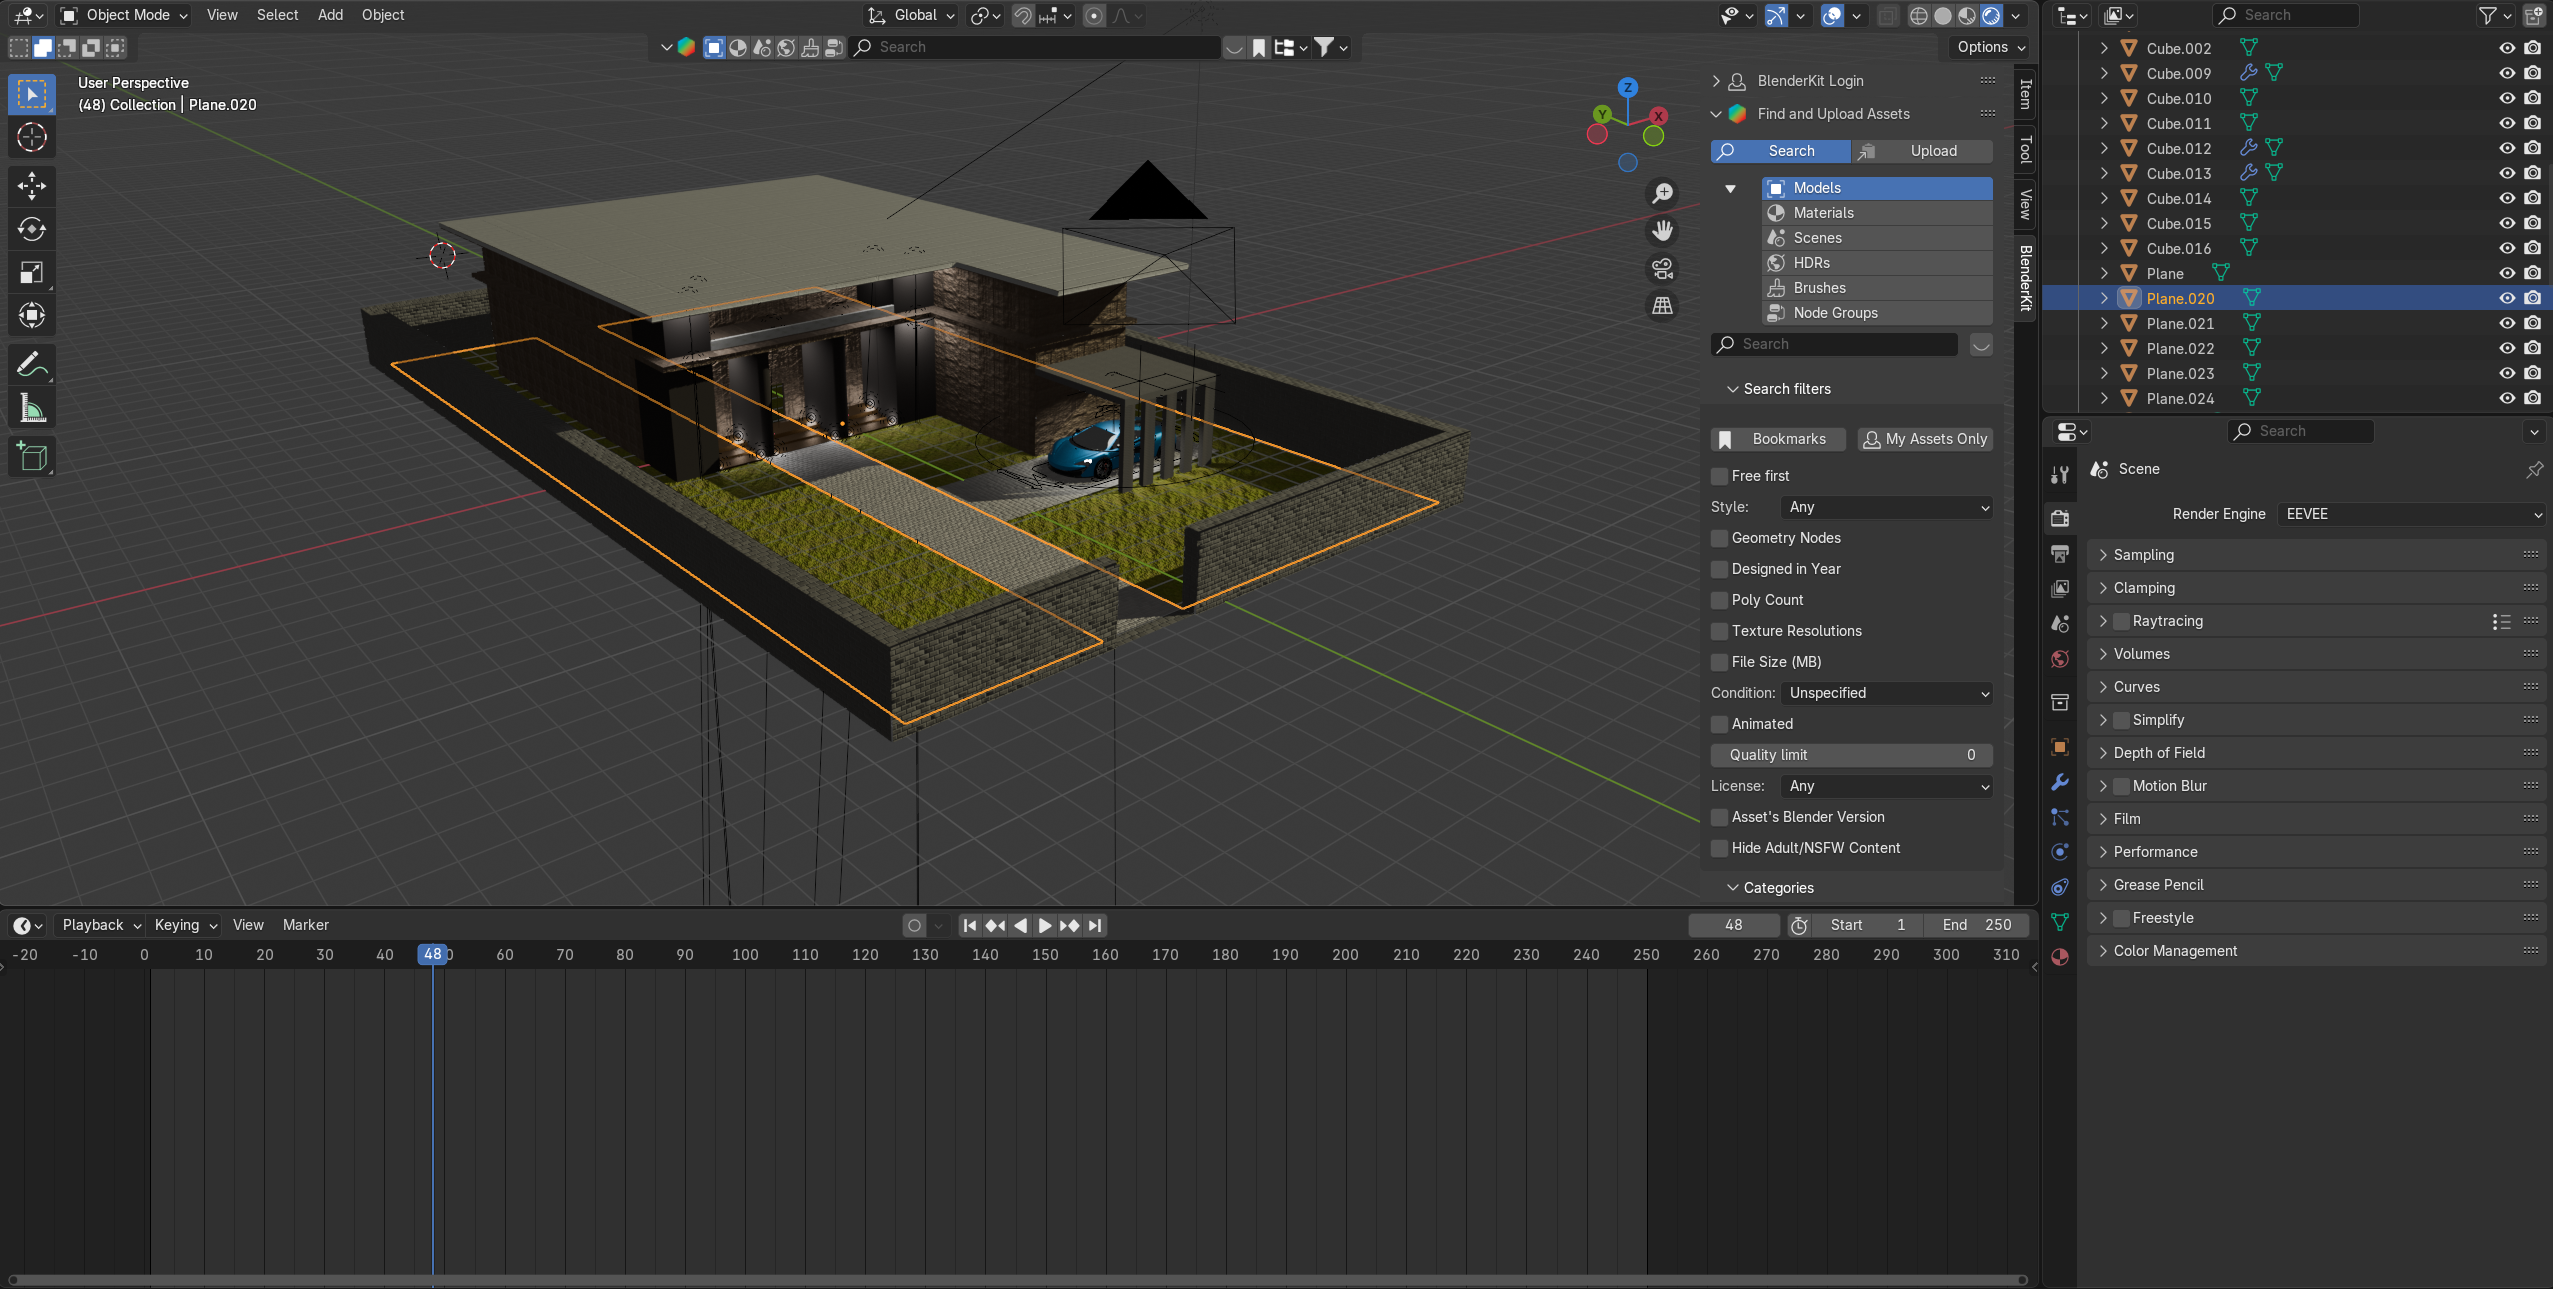 Object Mode View Select Add Object Global Search
Search Options
User Perspective
(48) Collection | Plane.020
Z
Y X
BlenderKit Login
Find and Upload Assets
Search Upload
Models
Materials
Scenes
HDRs
Brushes
Node Groups
Search
Search filters
Bookmarks My Assets Only
Free first
Style: Any
Geometry Nodes
Designed in Year
Poly Count
Texture Resolutions
File Size (MB)
Condition: Unspecified
Animated
Quality limit 0
License: Any
Asset's Blender Version
Hide Adult/NSFW Content
Categories
Item
Tool
View
BlenderKit
Cube.002
Cube.009
Cube.010
Cube.011
Cube.012
Cube.013
Cube.014
Cube.015
Cube.016
Plane
Plane.020
Plane.021
Plane.022
Plane.023
Plane.024
Search
Scene
Render Engine EEVEE
Sampling
Clamping
Raytracing
Volumes
Curves
Simplify
Depth of Field
Motion Blur
Film
Performance
Grease Pencil
Freestyle
Color Management
Playback Keying View Marker 48 Start 1 End 250
-20 -10 0 10 20 30 40 48 60 70 80 90 100 110 120 130 140 150 160 170 180 190 200 210 220 230 240 250 260 270 280 290 300 310